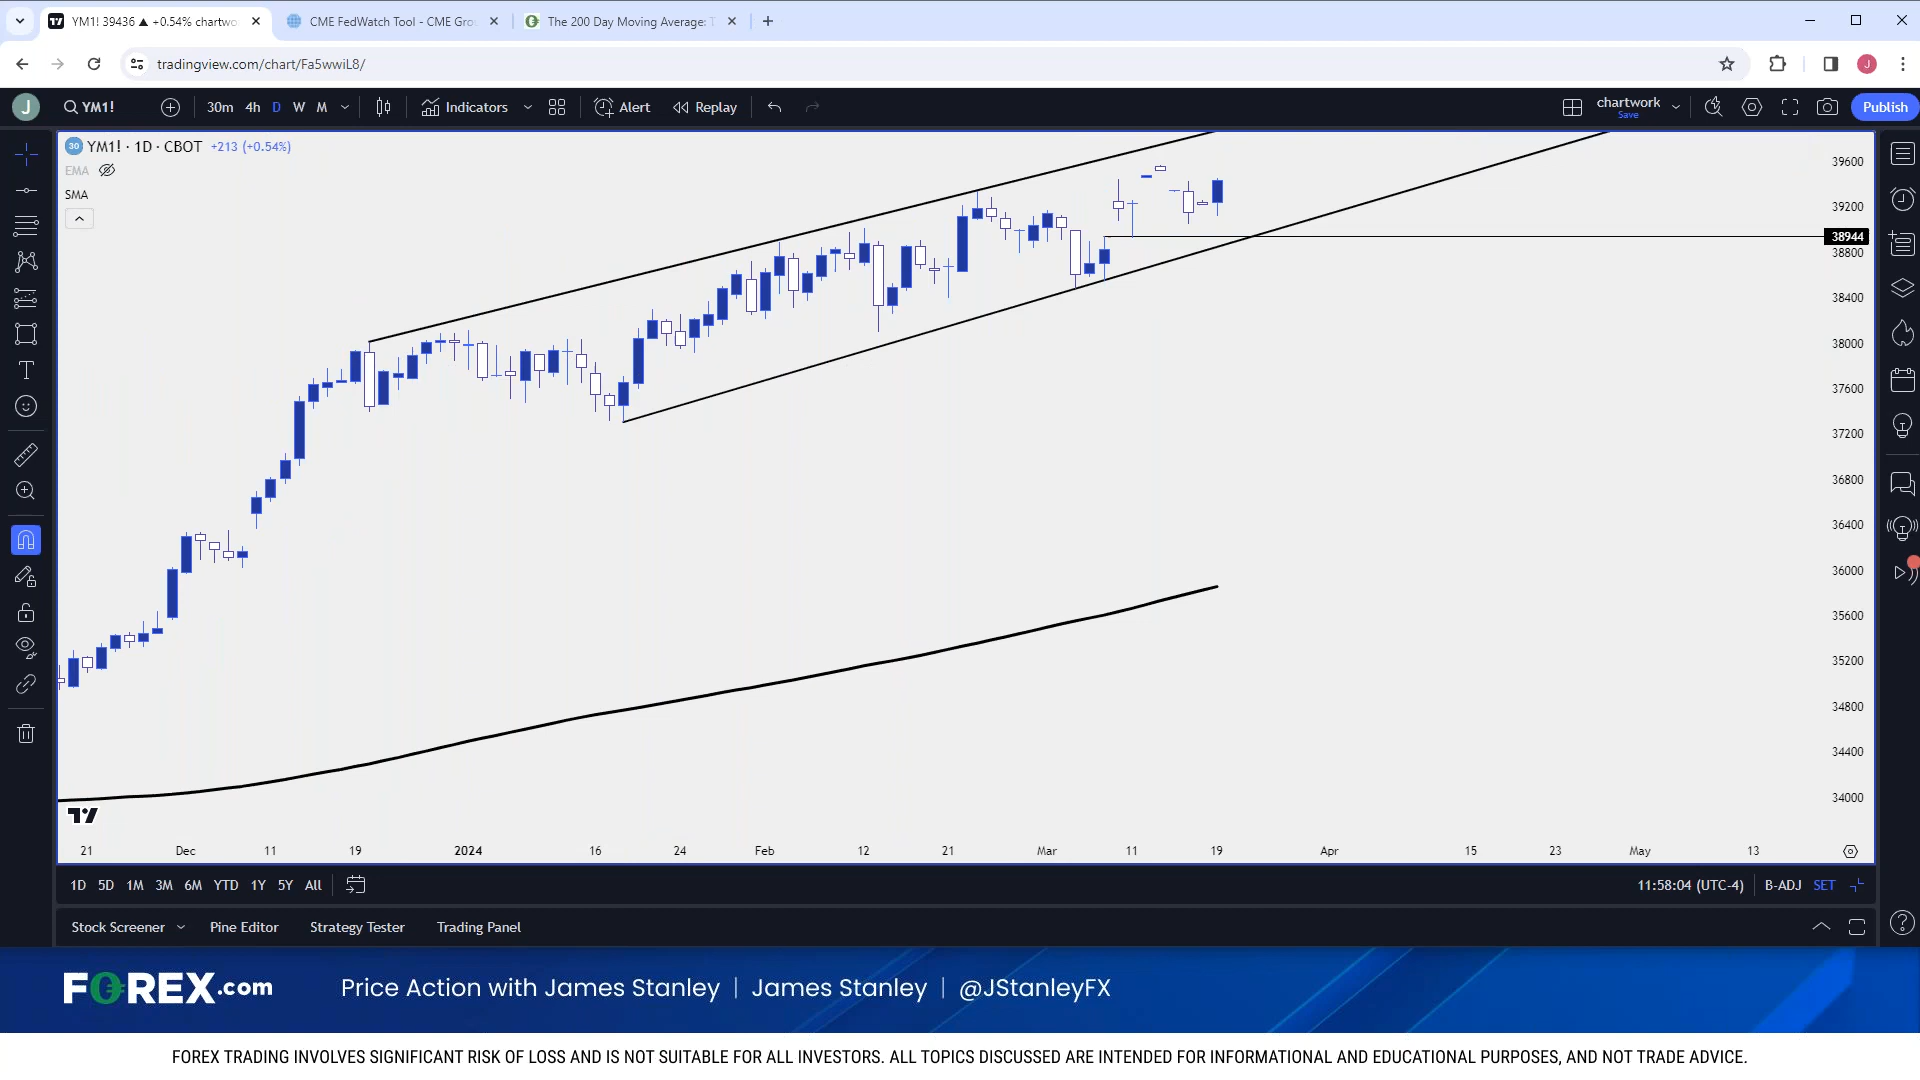 YM1! 39436 ▲ +0.54% chartwo
CME FedWatch Tool - CME Gro
The 200 Day Moving Average: T
tradingview.com/chart/Fa5wwiL8/
J
J
YM1!
30m 4h D W M
Indicators
Alert
Replay
chartwork
Save
Publish
30 YM1! · 1D · CBOT +213 (+0.54%)
EMA
SMA
39600
39200
38944
38800
38400
38000
37600
37200
36800
36400
36000
35600
35200
34800
34400
34000
21 Dec 11 19 2024 16 24 Feb 12 21 Mar 11 19 Apr 15 23 May 13
1D 5D 1M 3M 6M YTD 1Y 5Y All
11:58:04 (UTC-4) B-ADJ SET
Stock Screener Pine Editor Strategy Tester Trading Panel
FOREX.com
Price Action with James Stanley | James Stanley | @JStanleyFX
FOREX TRADING INVOLVES SIGNIFICANT RISK OF LOSS AND IS NOT SUITABLE FOR ALL INVESTORS. ALL TOPICS DISCUSSED ARE INTENDED FOR INFORMATIONAL AND EDUCATIONAL PURPOSES, AND NOT TRADE ADVICE.